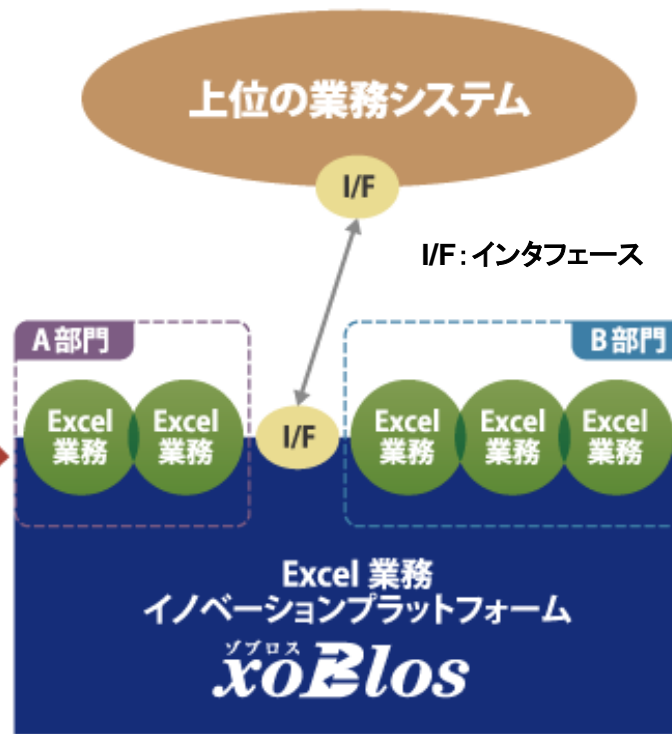 上位の業務システム
I/F
I/F：インタフェース
A部門
B部門
Excel
業務
Excel
業務
I/F
Excel
業務
Excel
業務
Excel
業務
Excel 業務
イノベーションプラットフォーム
ゾブロス
xoBlos